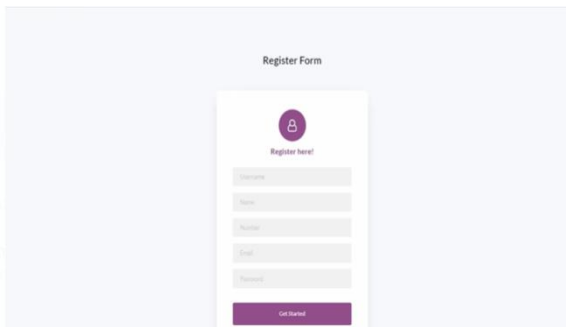 Register Form
Register here!
Username
Name
Number
Email
Password
Get Started